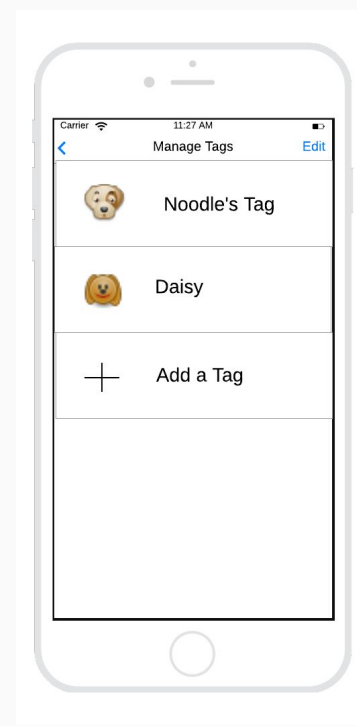 Carrier 11:27 AM
< Manage Tags Edit
Noodle's Tag
Daisy
Add a Tag